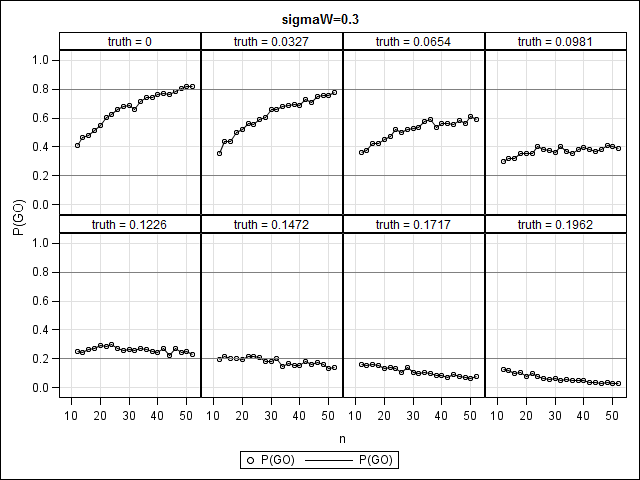 sigmaW=0.3
truth = 0 truth = 0.0327 truth = 0.0654 truth = 0.0981
1.0
0.8
0.6
0.4
0.2
0.0
P(GO)
truth = 0.1226 truth = 0.1472 truth = 0.1717 truth = 0.1962
1.0
0.8
0.6
0.4
0.2
0.0
10 20 30 40 50 10 20 30 40 50 10 20 30 40 50 10 20 30 40 50
n
P(GO) P(GO)